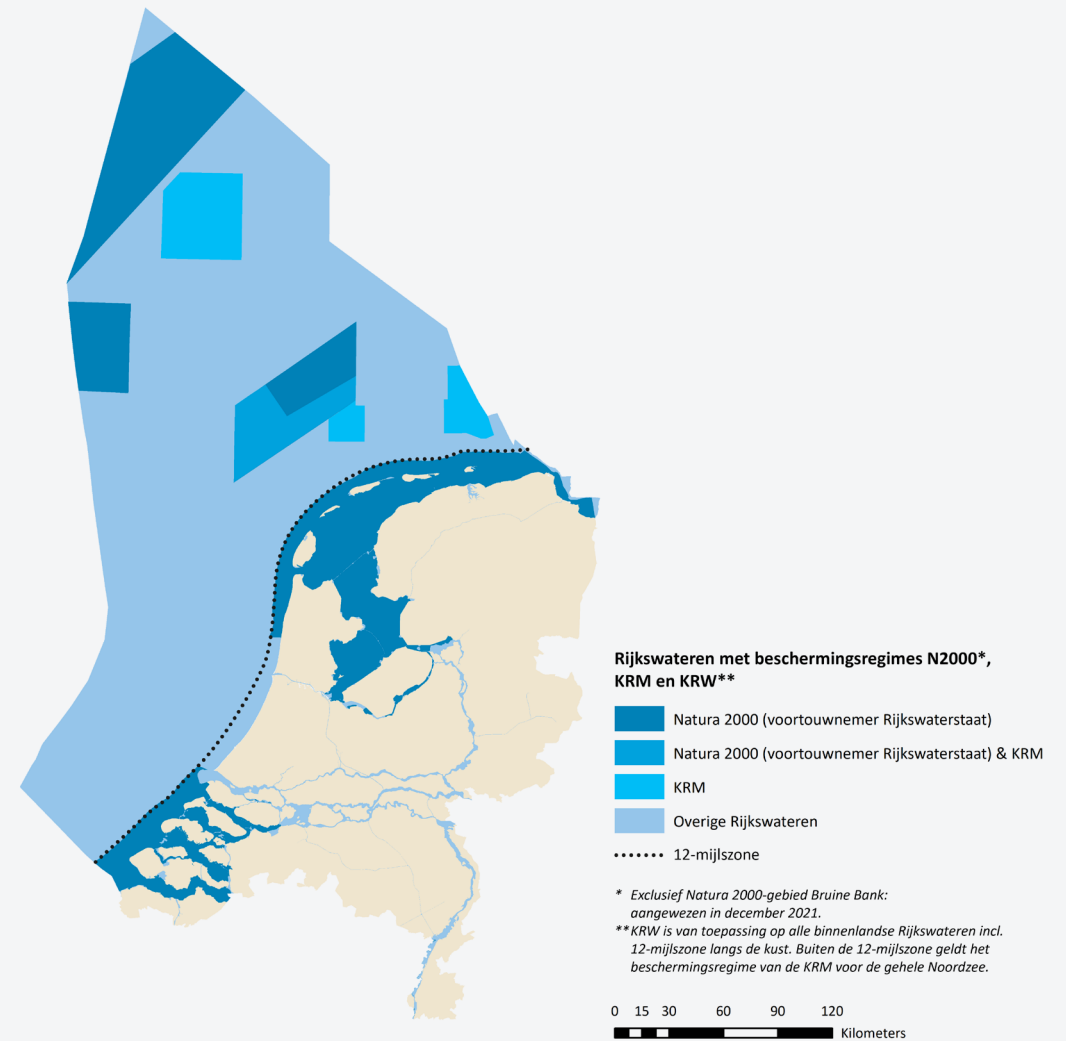 Rijkswateren met beschermingsregimes N2000*,
KRM en KRW**
Natura 2000 (voortouwnemer Rijkswaterstaat)
Natura 2000 (voortouwnemer Rijkswaterstaat) & KRM
KRM
Overige Rijkswateren
12-mijlszone
* Exclusief Natura 2000-gebied Bruine Bank:
aangewezen in december 2021.
**KRW is van toepassing op alle binnenlandse Rijkswateren incl.
12-mijlszone langs de kust. Buiten de 12-mijlszone geldt het
beschermingsregime van de KRM voor de gehele Noordzee.
0 15 30 60 90 120
Kilometers